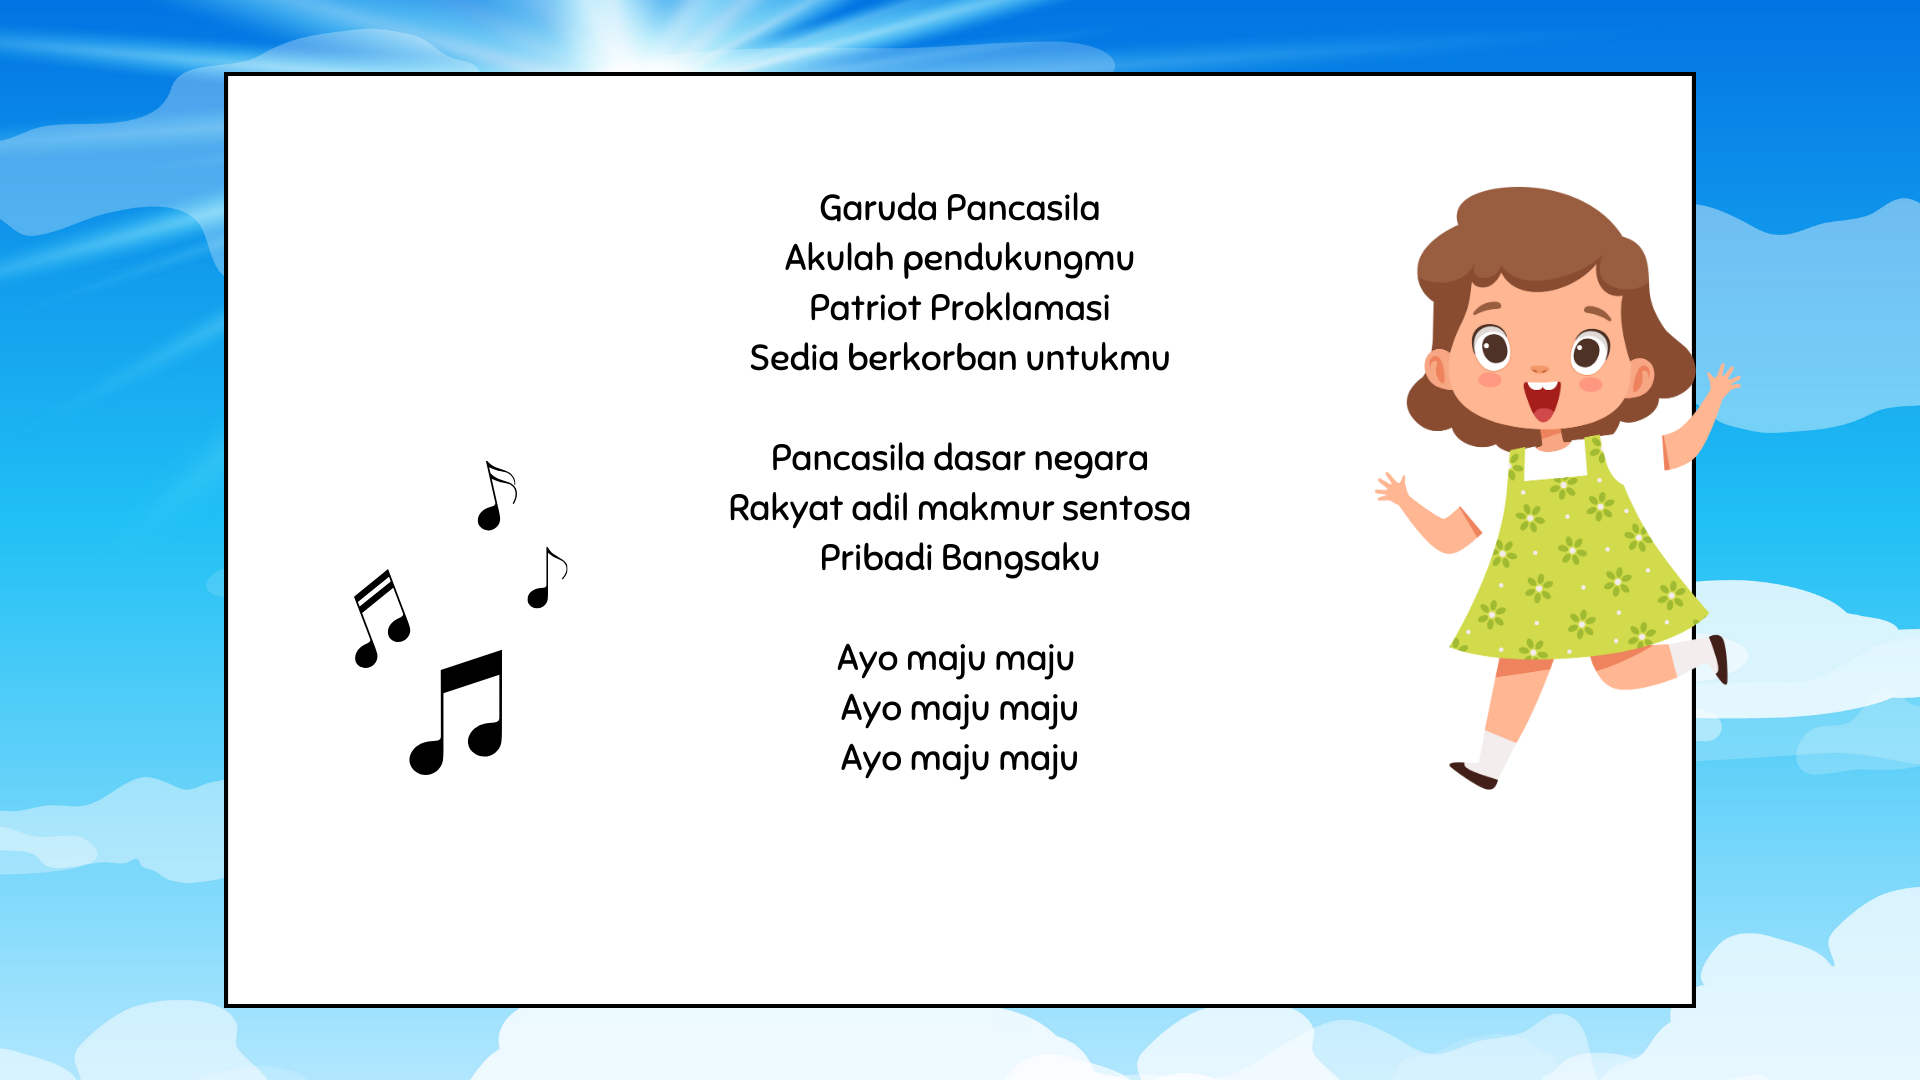 Garuda Pancasila
Akulah pendukungmu
Patriot Proklamasi
Sedia berkorban untukmu
Pancasila dasar negara
Rakyat adil makmur sentosa
Pribadi Bangsaku
Ayo maju maju
Ayo maju maju
Ayo maju maju